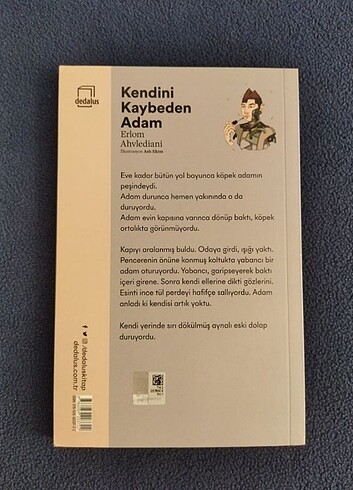 dedalus
Kendini
Kaybeden
Adam
Erlom
Ahvlediani
İllüstrasyon Aslı Ekim
Eve kadar bütün yol boyunca köpek adamın
peşindeydi.
Adam durunca hemen yakınında o da
duruyordu.
Adam evin kapısına varınca dönüp baktı, köpek
ortalıkta görünmüyordu.
Kapıyı aralanmış buldu. Odaya girdi, ışığı yaktı.
Pencerenin önüne konmuş koltukta yabancı bir
adam oturuyordu. Yabancı, garipseyerek baktı
içeri girene. Sonra kendi ellerine dikti gözlerini.
Esinti ince tül perdeyi hafifçe sallıyordu. Adam
anladı ki kendisi artık yoktu.
Kendi yerinde sırı dökülmüş aynalı eski dolap
duruyordu.
/dedaluskitap
dedalus.com.tr